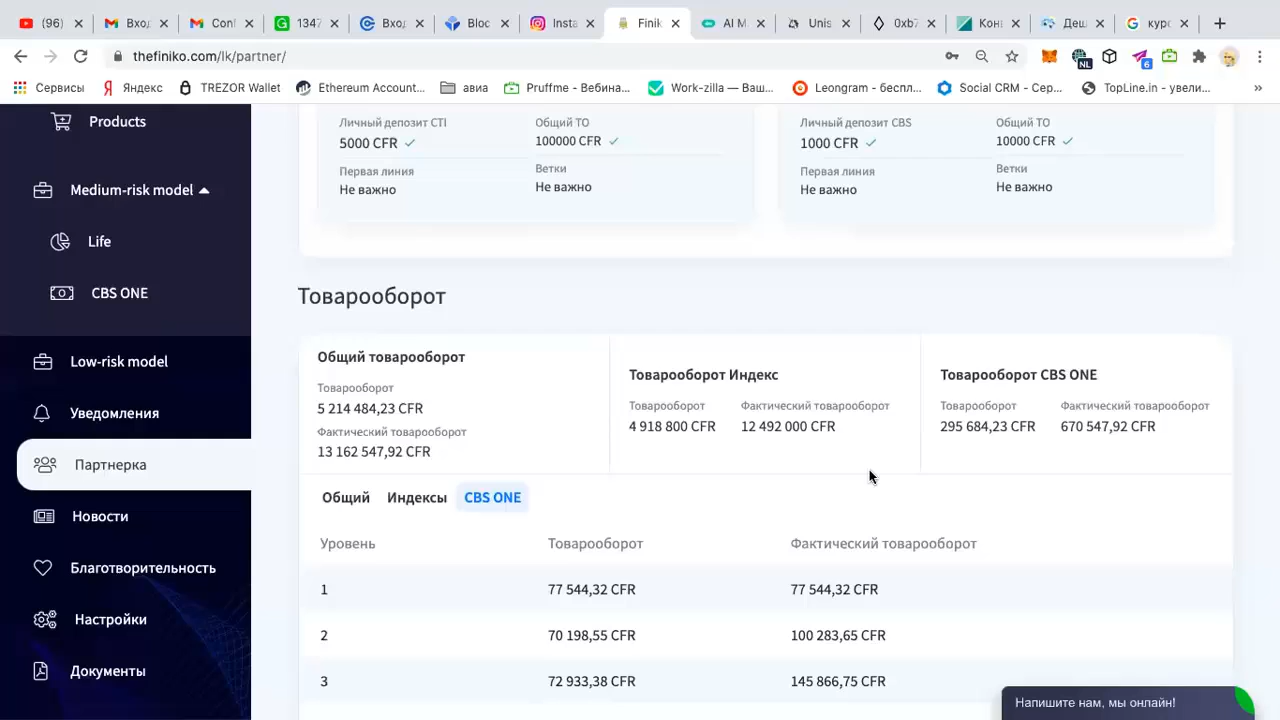 (96)
Вход
Conf
1347
Вход
Bloc
Insta
Finik
AI M
Unis
0xb7
Кон
Деш
курс
thefiniko.com/lk/partner/
NL
6
Сервисы
Яндекс
TREZOR Wallet
Ethereum Account...
авиа
Pruffme - Вебина...
Work-zilla — Ваш...
Leongram - беспл...
Social CRM - Сер...
TopLine.in - увели...
»
Products
Medium-risk model
Life
CBS ONE
Low-risk model
Уведомления
Партнерка
Новости
Благотворительность
Настройки
Документы
Личный депозит CTI
Общий ТО
5000 CFR
100000 CFR
Первая линия
Ветки
Не важно
Не важно
Личный депозит CBS
Общий ТО
1000 CFR
10000 CFR
Первая линия
Ветки
Не важно
Не важно
Товарооборот
Общий товарооборот
Товарооборот
5 214 484,23 CFR
Фактический товарооборот
13 162 547,92 CFR
Товарооборот Индекс
Товарооборот Фактический товарооборот
4 918 800 CFR 12 492 000 CFR
Товарооборот CBS ONE
Товарооборот Фактический товарооборот
295 684,23 CFR 670 547,92 CFR
Общий Индексы CBS ONE
Уровень Товарооборот Фактический товарооборот
1 77 544,32 CFR 77 544,32 CFR
2 70 198,55 CFR 100 283,65 CFR
3 72 933,38 CFR 145 866,75 CFR
Напишите нам, мы онлайн!